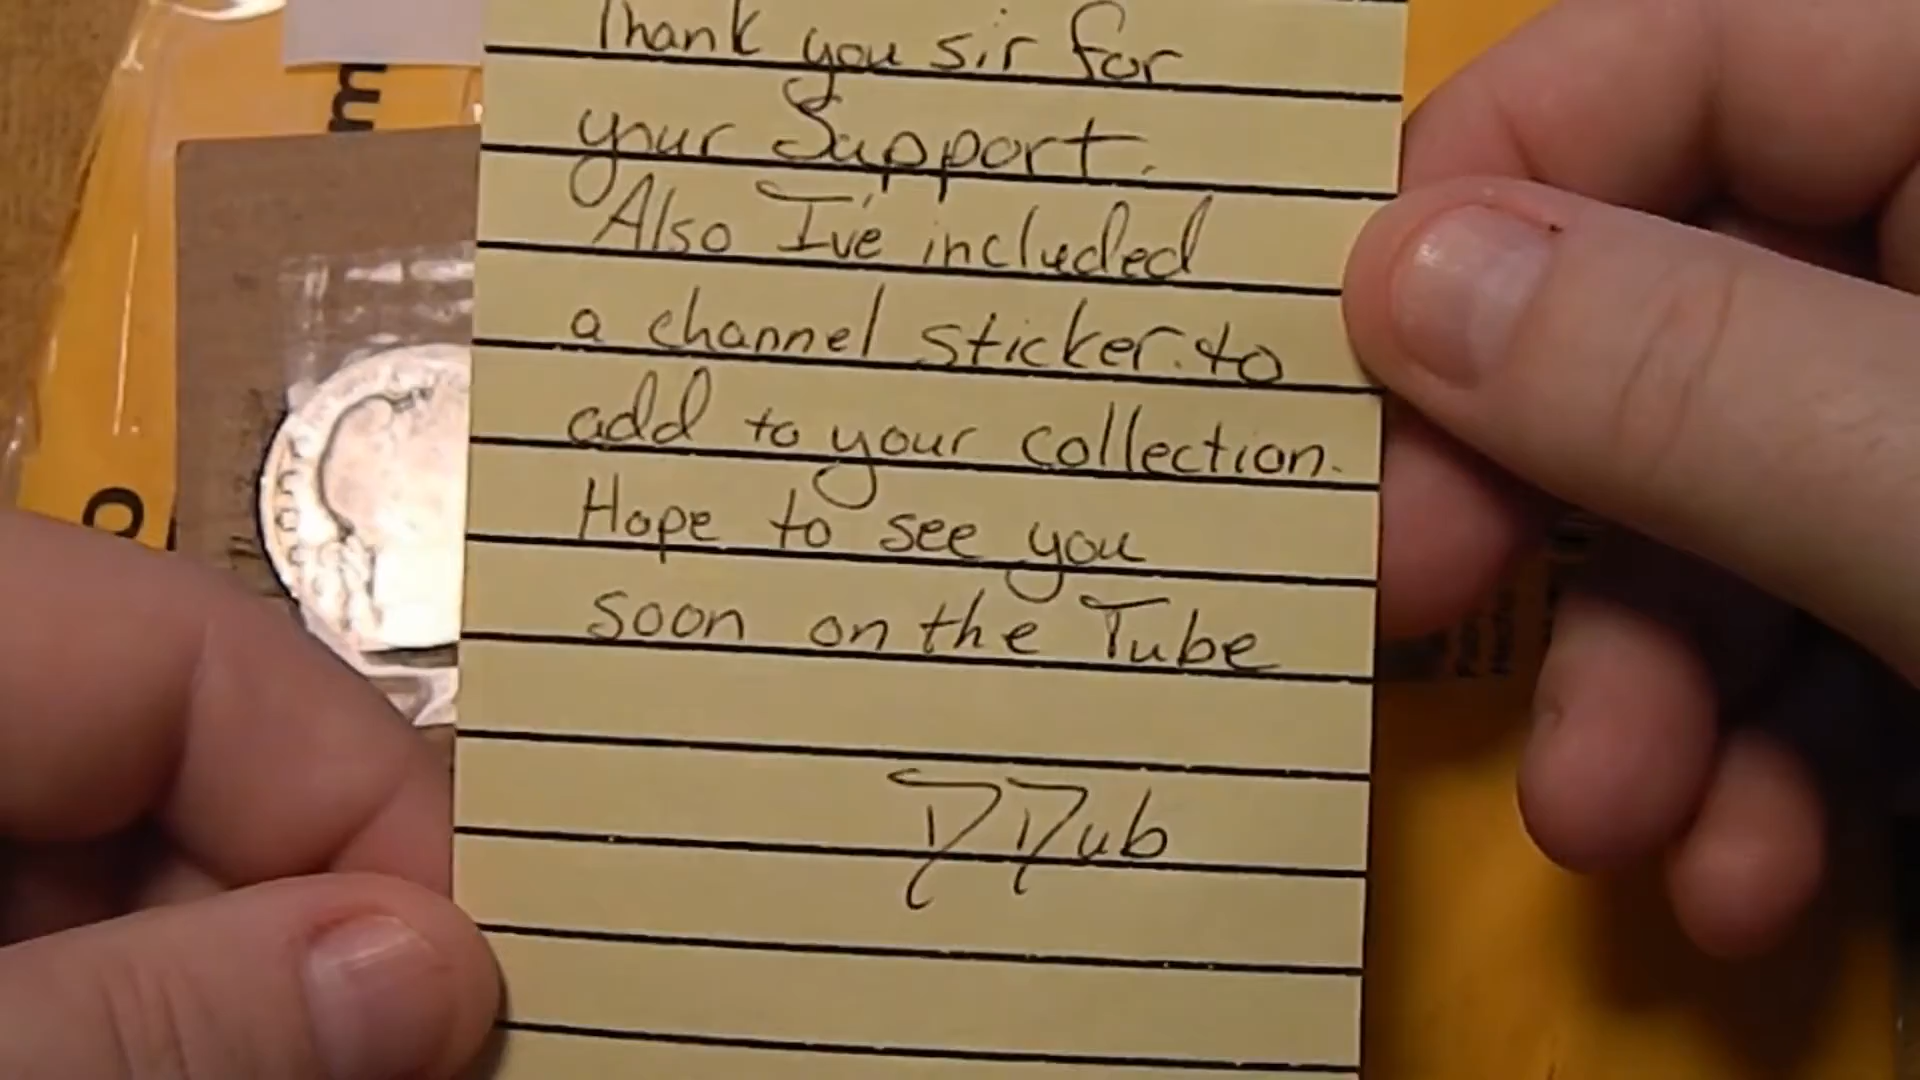 Thank you sir for
your Support.
Also I've included
a channel sticker to
add to your collection.
Hope to see you
soon on the Tube
DDub